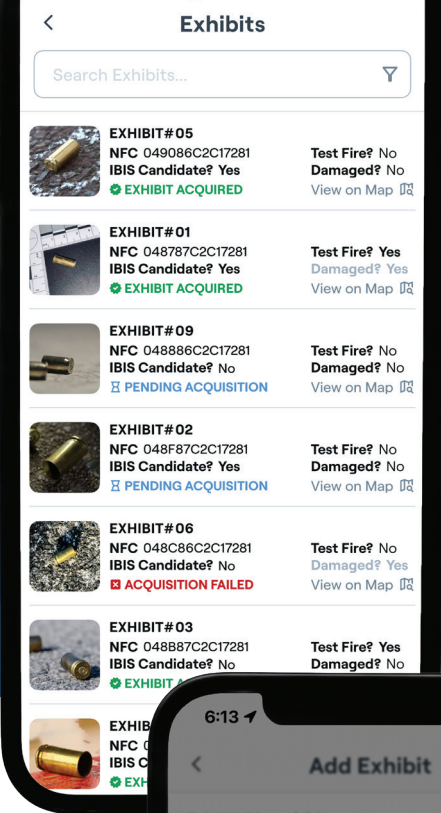 Exhibits
Search Exhibits...
EXHIBIT#05
NFC 049086C2C17281 Test Fire? No
IBIS Candidate? Yes Damaged? No
EXHIBIT ACQUIRED View on Map
EXHIBIT#01
NFC 048787C2C17281 Test Fire? Yes
IBIS Candidate? Yes Damaged? Yes
EXHIBIT ACQUIRED View on Map
EXHIBIT#09
NFC 048886C2C17281 Test Fire? No
IBIS Candidate? No Damaged? No
PENDING ACQUISITION View on Map
EXHIBIT#02
NFC 048F87C2C17281 Test Fire? No
IBIS Candidate? Yes Damaged? No
PENDING ACQUISITION View on Map
EXHIBIT#06
NFC 048C86C2C17281 Test Fire? No
IBIS Candidate? No Damaged? Yes
ACQUISITION FAILED View on Map
EXHIBIT#03
NFC 048B87C2C17281 Test Fire? Yes
IBIS Candidate? No Damaged? No
EXHIBIT
EXHIB
NFC
IBIS C
EXH
6:13
Add Exhibit